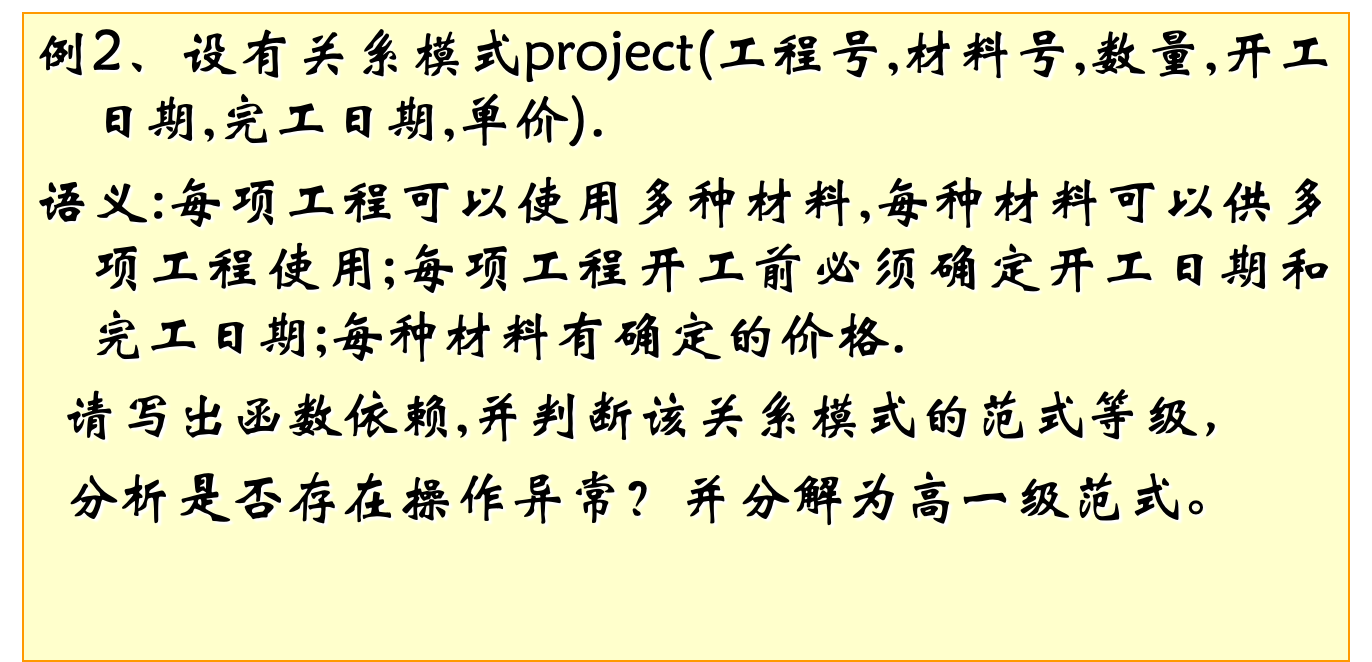 例2、设有关系模式project(工程号,材料号,数量,开工
日期,完工日期,单价).
语义:每项工程可以使用多种材料,每种材料可以供多
项工程使用;每项工程开工前必须确定开工日期和
完工日期;每种材料有确定的价格.
请写出函数依赖,并判断该关系模式的范式等级,
分析是否存在操作异常？并分解为高一级范式。